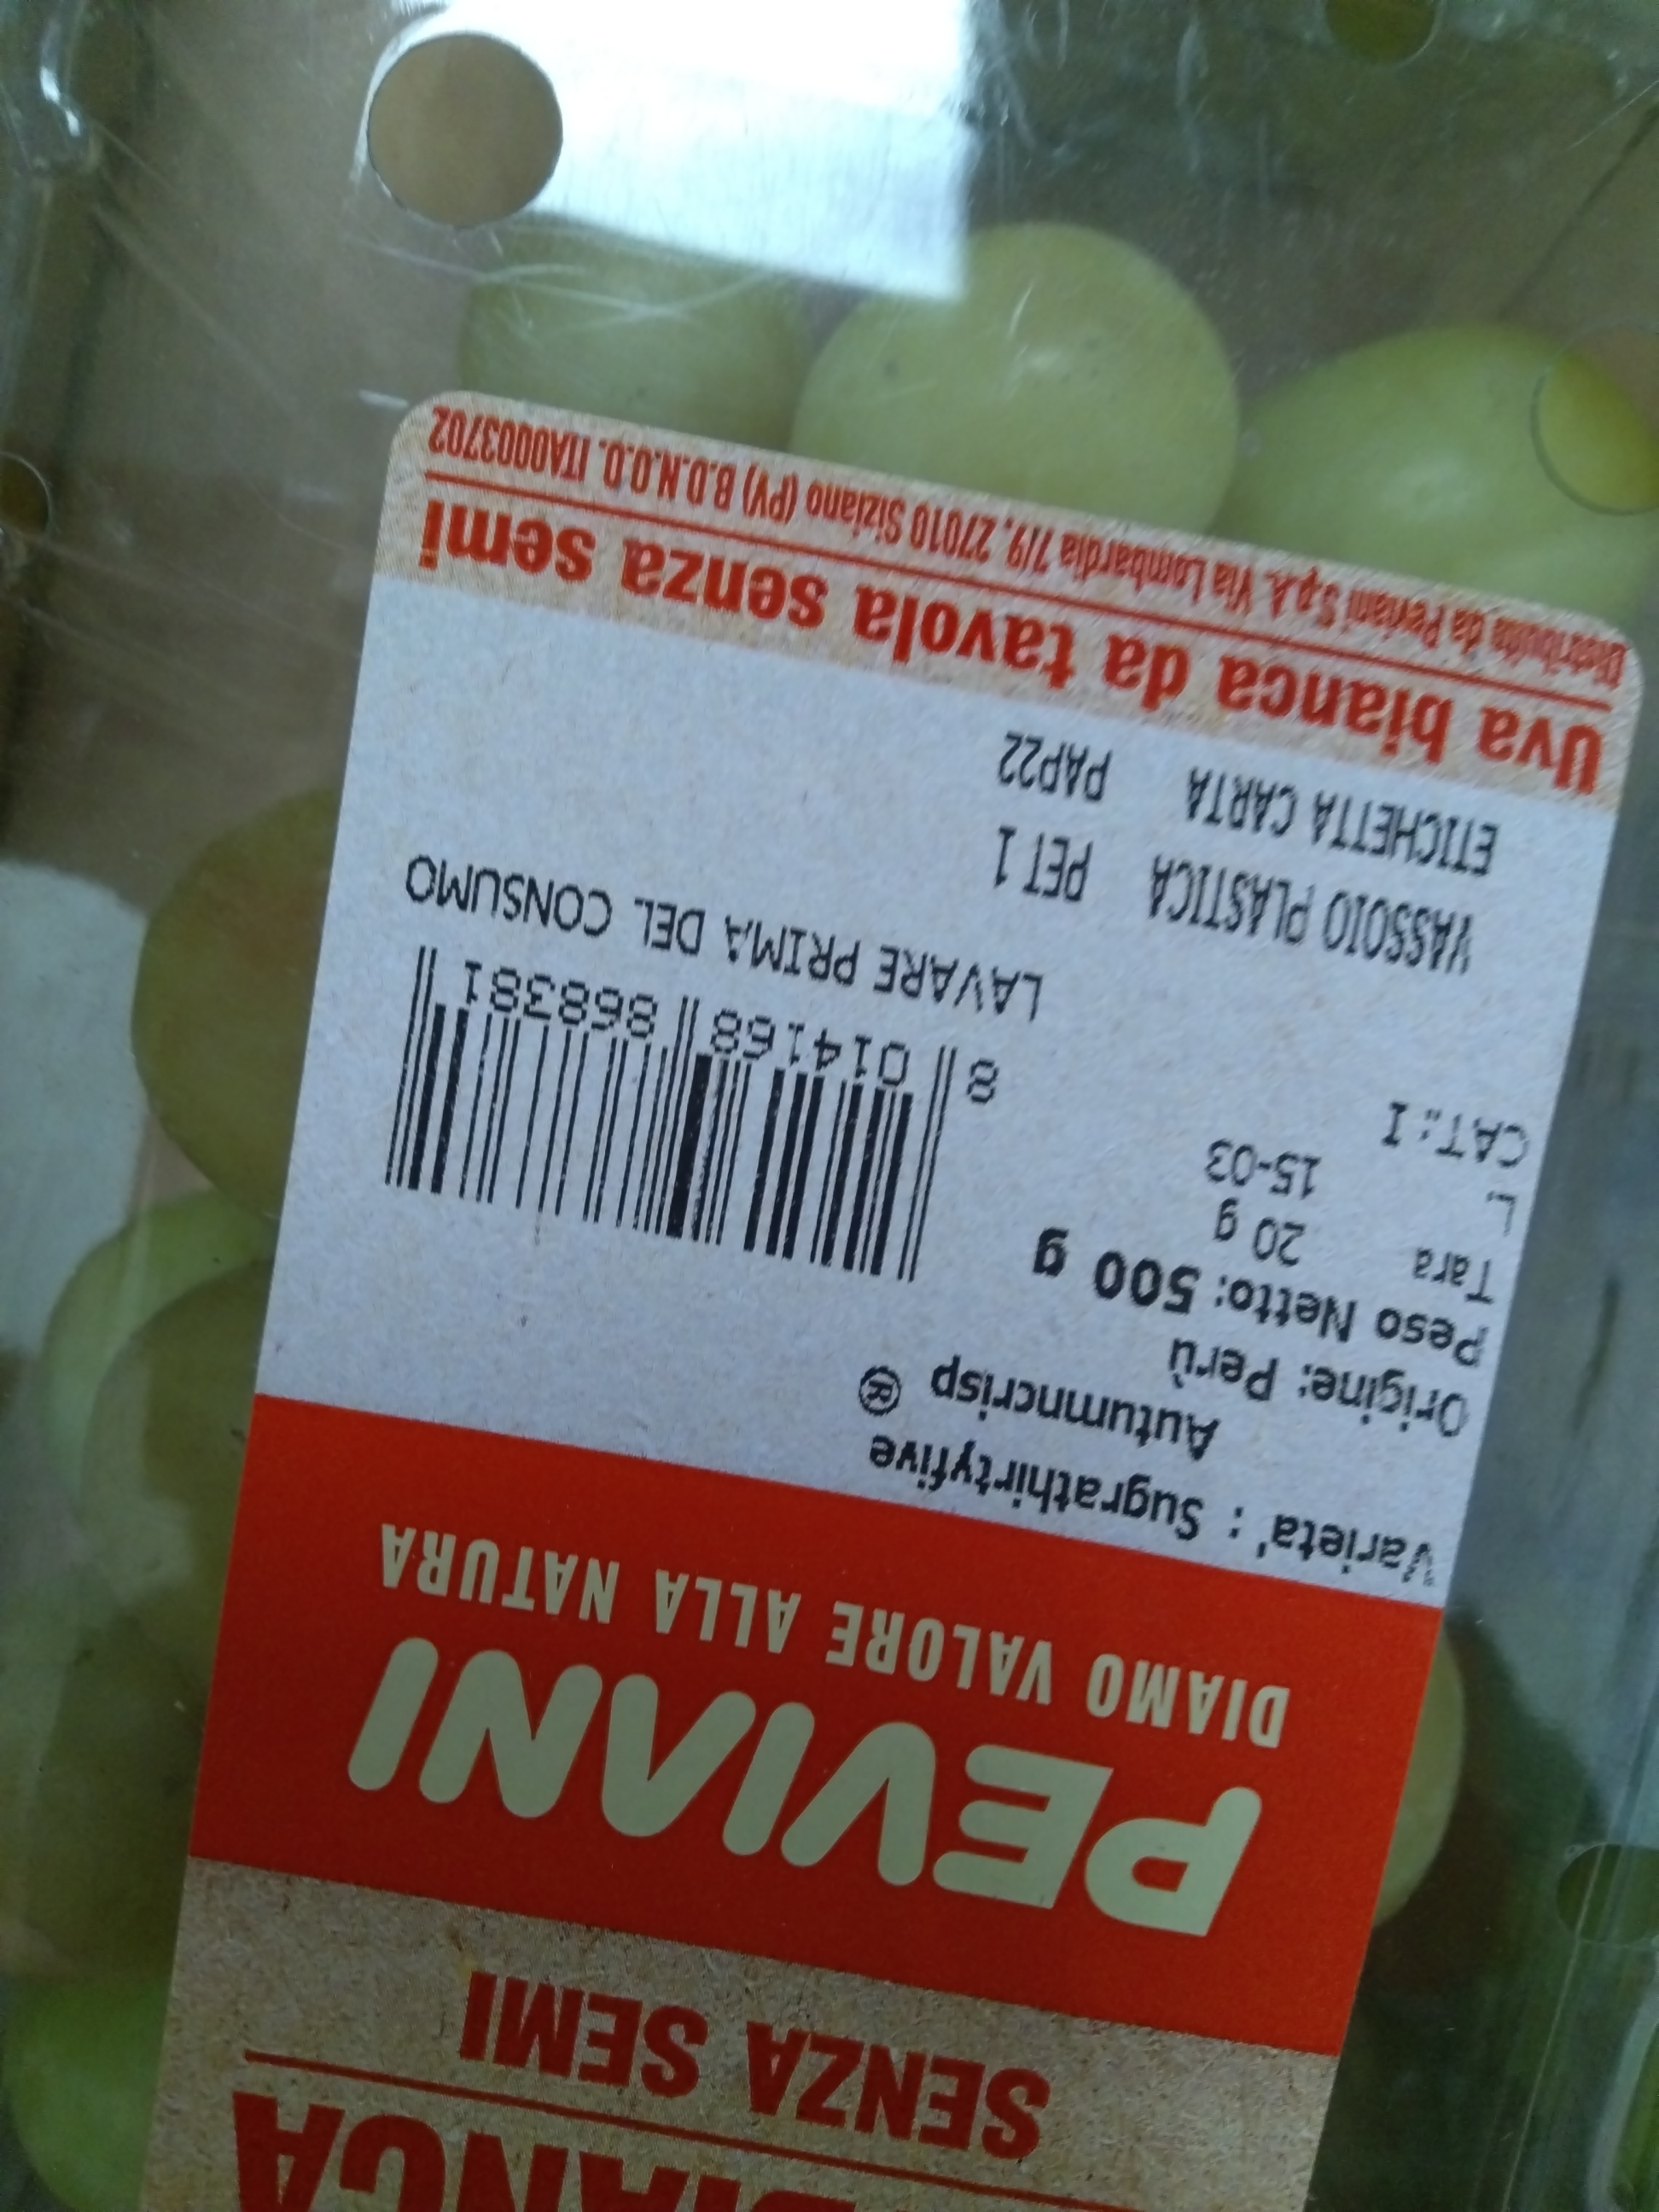 BIANCA
SENZA SEMI
PEVIANI
DIAMO VALORE ALLA NATURA
Varieta' : Sugrathirtyfive
Autumncrisp ®
Origine: Perù
Peso Netto: 500 g
Tara 20 g
L. 15-03
CAT.: I
8 014168 868381
LAVARE PRIMA DEL CONSUMO
VASSOIO PLASTICA PET 1
ETICHETTA CARTA PAP22
Uva bianca da tavola senza semi
Distribuito da Peviani S.p.A. Via Lombardia 7/9, 27010 Siziano (PV) B.D.N.O.O. ITA0003702